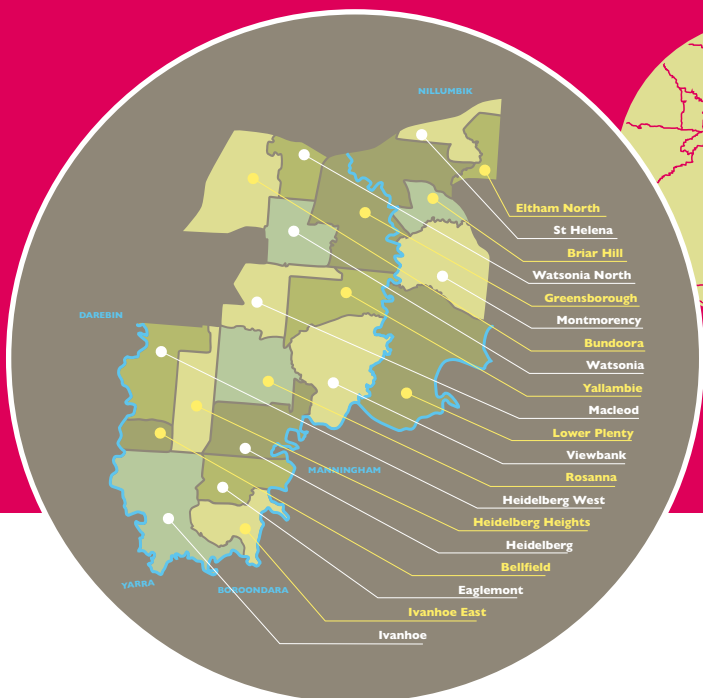 NILLUMBIK
Eltham North
St Helena
Briar Hill
Watsonia North
Greensborough
DAREBIN
Montmorency
Bundoora
Watsonia
Yallambie
Macleod
Lower Plenty
Viewbank
MANNINGHAM
Rosanna
Heidelberg West
Heidelberg Heights
Heidelberg
Bellfield
YARRA
BOROONDARA
Eaglemont
Ivanhoe East
Ivanhoe